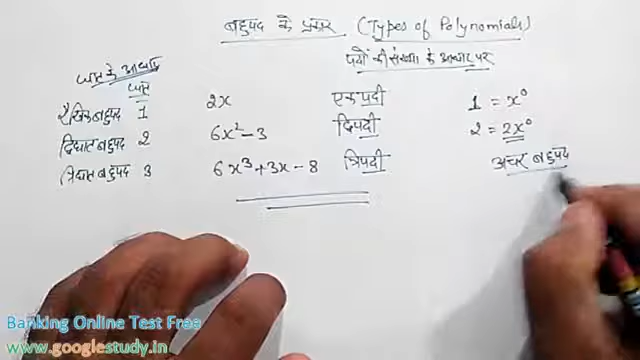 बहुपद के प्रकार (Types of Polynomials)
घात के आधार पर पदों की संख्या के आधार पर
घात
रैखिक बहुपद 1 2x एकपदी 1 = x⁰
द्विघात बहुपद 2 6x² - 3 द्विपदी 2 = 2x⁰
त्रिघात बहुपद 3 6x³ + 3x - 8 त्रिपदी अचर बहुपद
Banking Online Test Free
www.googlestudy.in